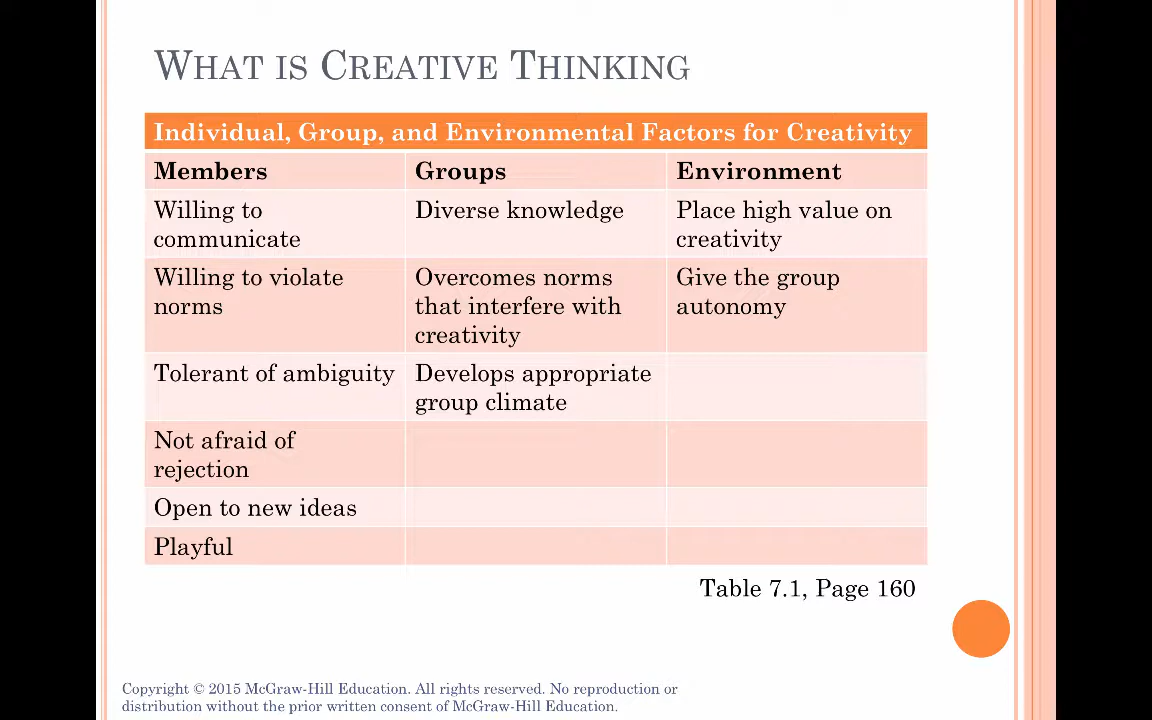 WHAT IS CREATIVE THINKING
Individual, Group, and Environmental Factors for Creativity
Members Groups Environment
Willing to communicate
Diverse knowledge
Place high value on creativity
Willing to violate norms
Overcomes norms that interfere with creativity
Give the group autonomy
Tolerant of ambiguity
Develops appropriate group climate
Not afraid of rejection
Open to new ideas
Playful
Table 7.1, Page 160
Copyright © 2015 McGraw-Hill Education. All rights reserved. No reproduction or
distribution without the prior written consent of McGraw-Hill Education.